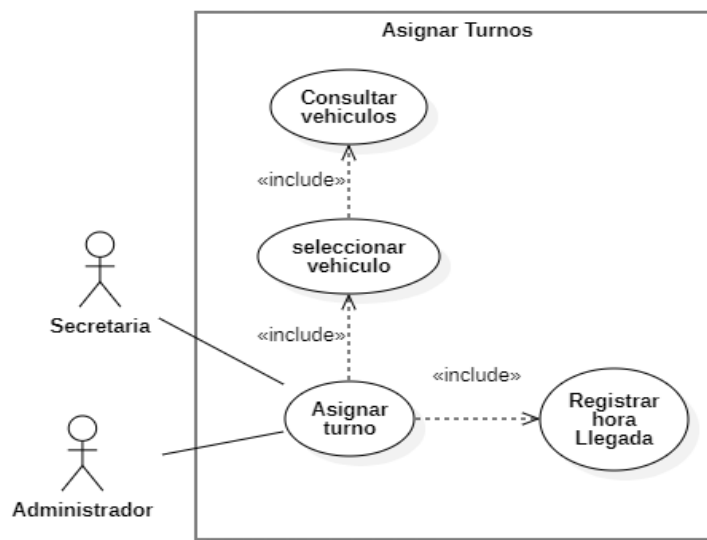 Asignar Turnos
Consultar
vehiculos
«include»
seleccionar
vehiculo
Secretaria
«include»
«include»
Asignar
turno
Registrar
hora
Llegada
Administrador